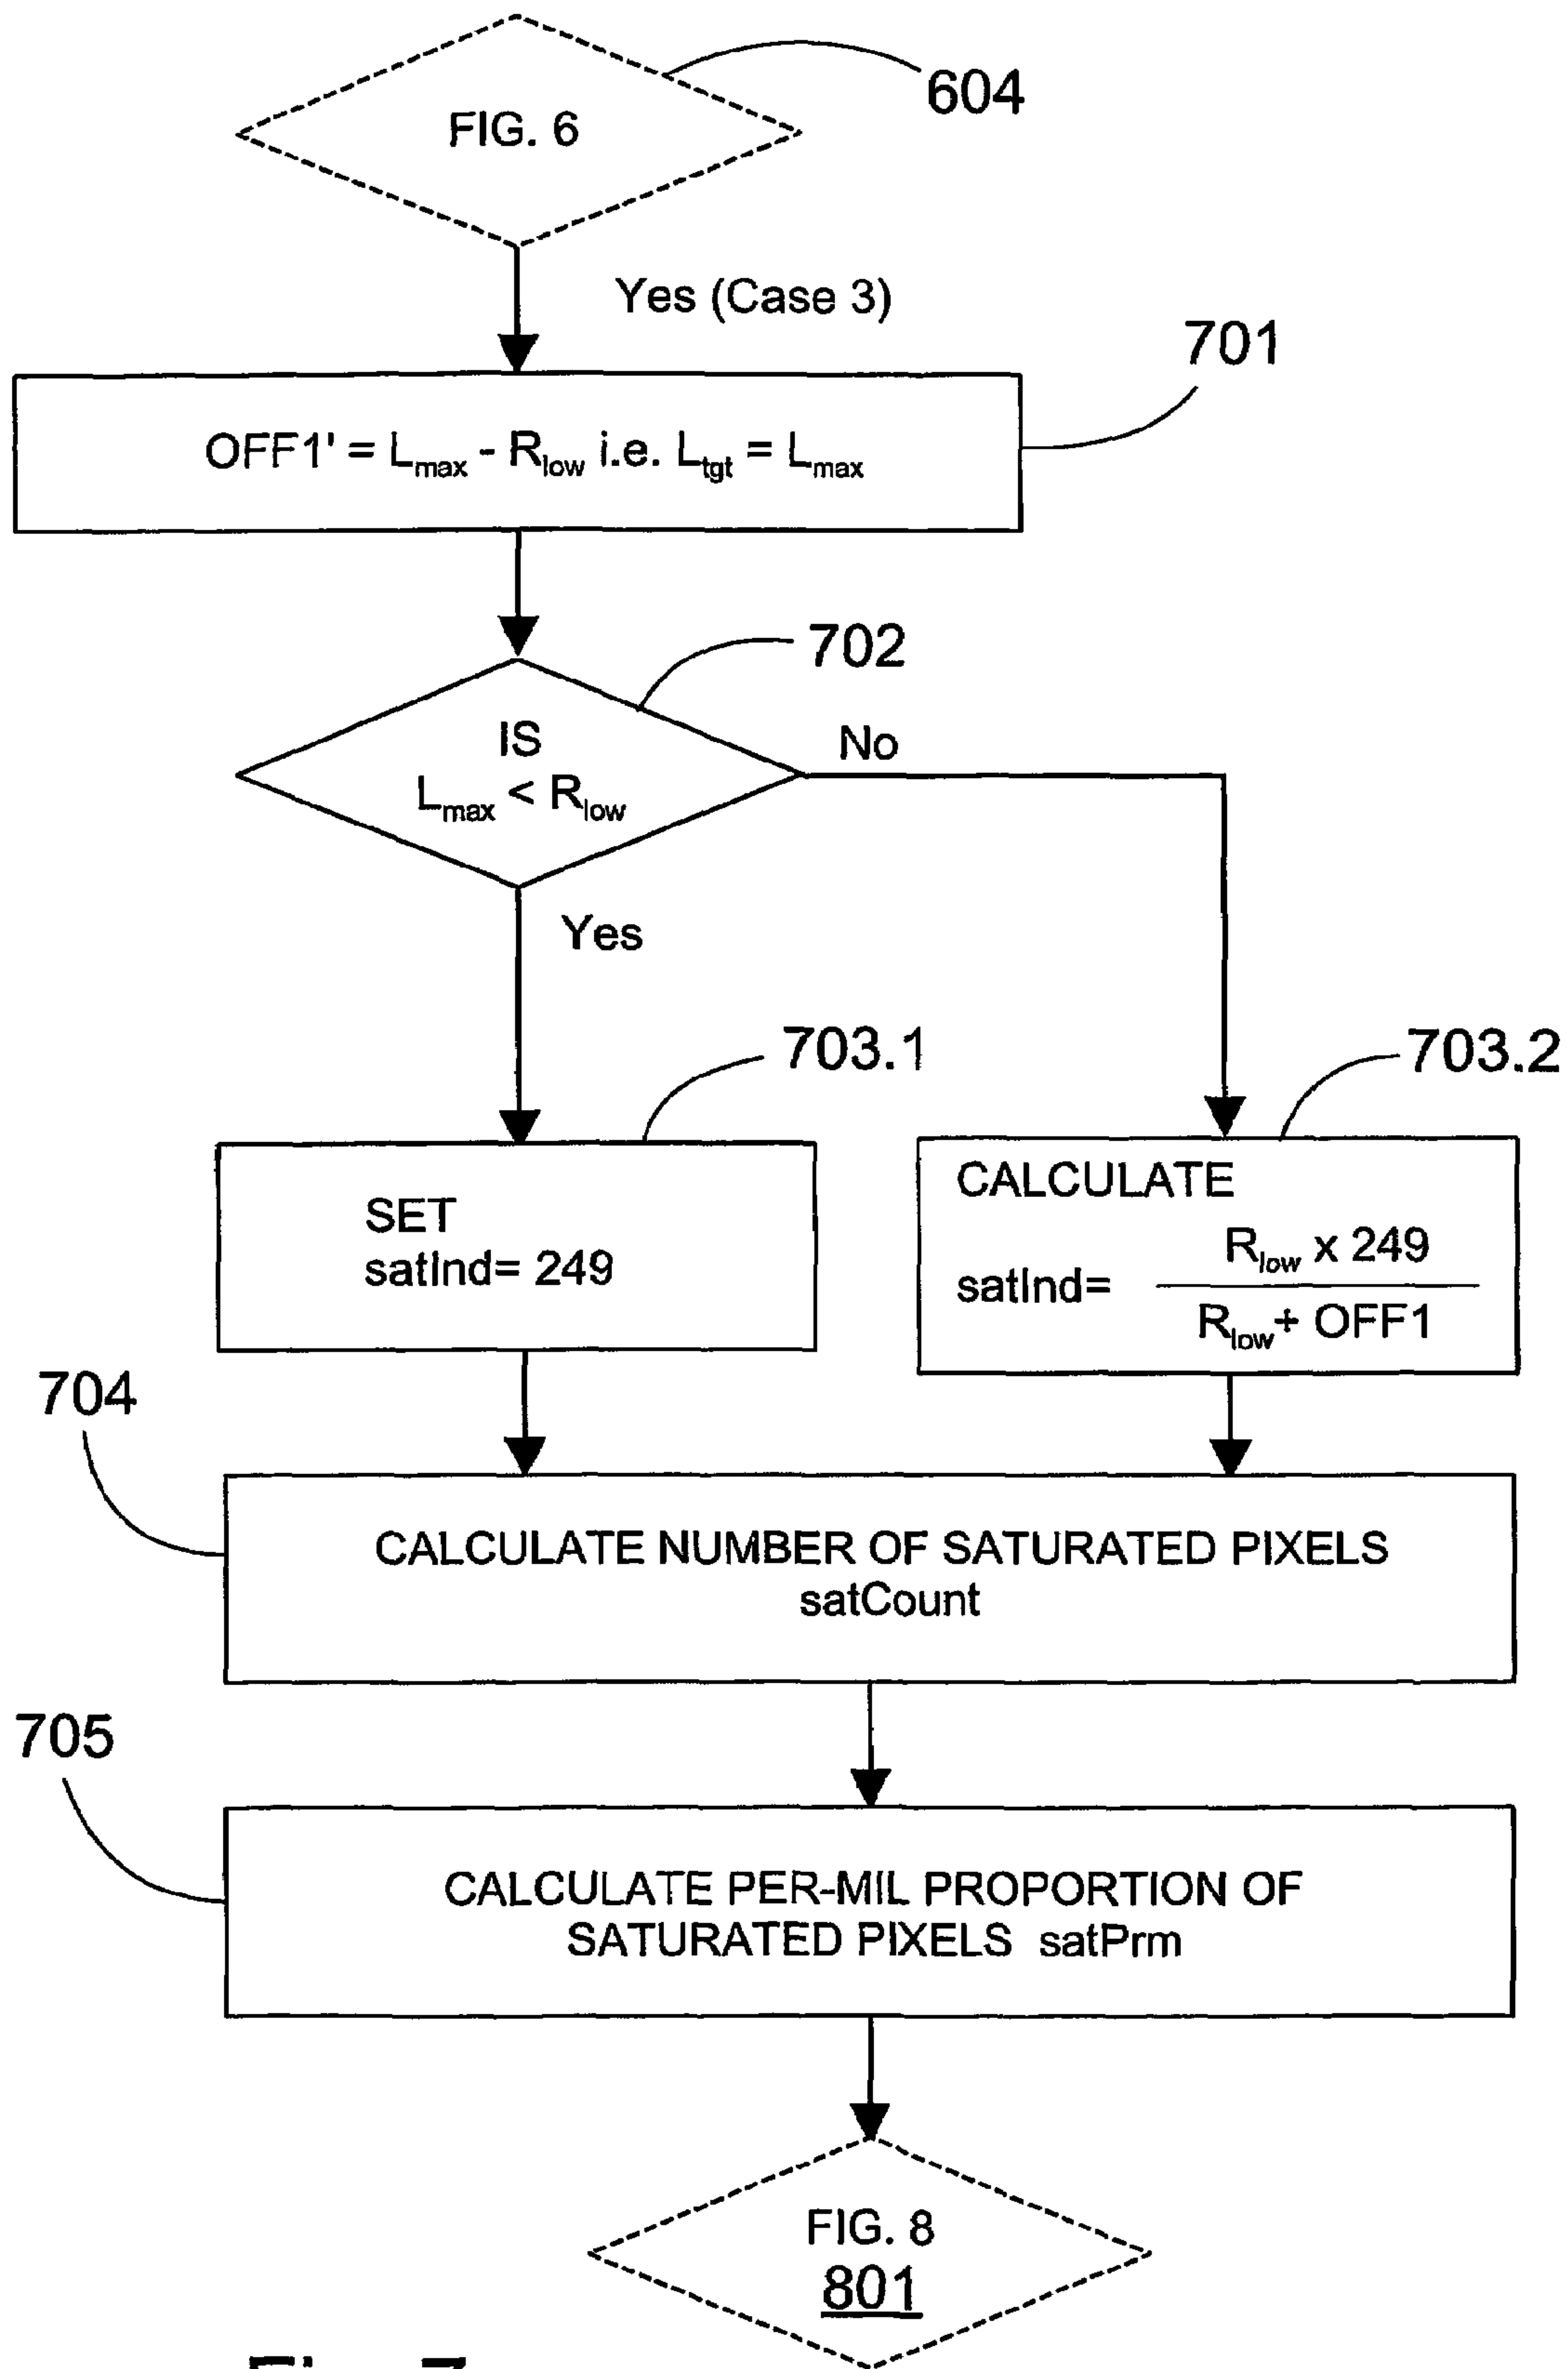 FIG. 6
604
Yes (Case 3)
701
OFF1' = Lmax - Rlow i.e. Ltgt = Lmax
702
IS
Lmax < Rlow
No
Yes
703.1
703.2
SET
satInd= 249
CALCULATE
satInd=
Rlow x 249
Rlow+ OFF1
704
CALCULATE NUMBER OF SATURATED PIXELS
satCount
705
CALCULATE PER-MIL PROPORTION OF
SATURATED PIXELS satPrm
FIG. 8
801